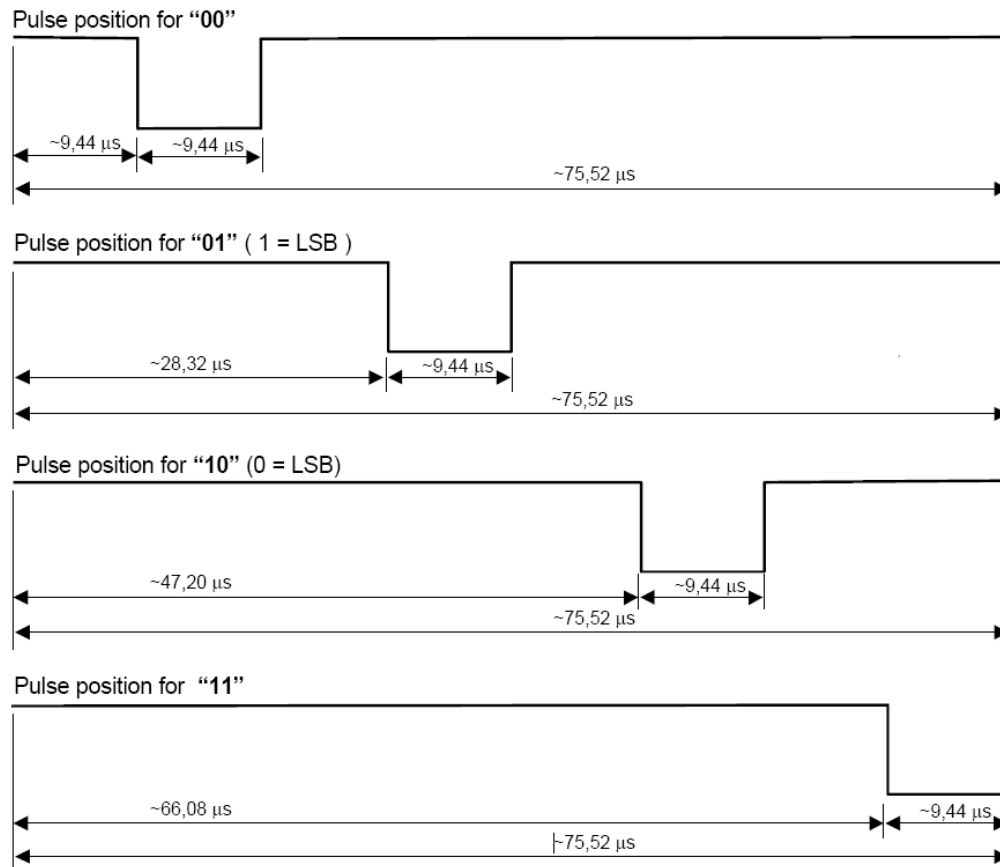 Pulse position for “00”
~9,44 μs
~9,44 μs
~75,52 μs
Pulse position for “01” ( 1 = LSB )
~28,32 μs
~9,44 μs
~75,52 μs
Pulse position for “10” (0 = LSB)
~47,20 μs
~9,44 μs
~75,52 μs
Pulse position for “11”
~66,08 μs
~9,44 μs
~75,52 μs